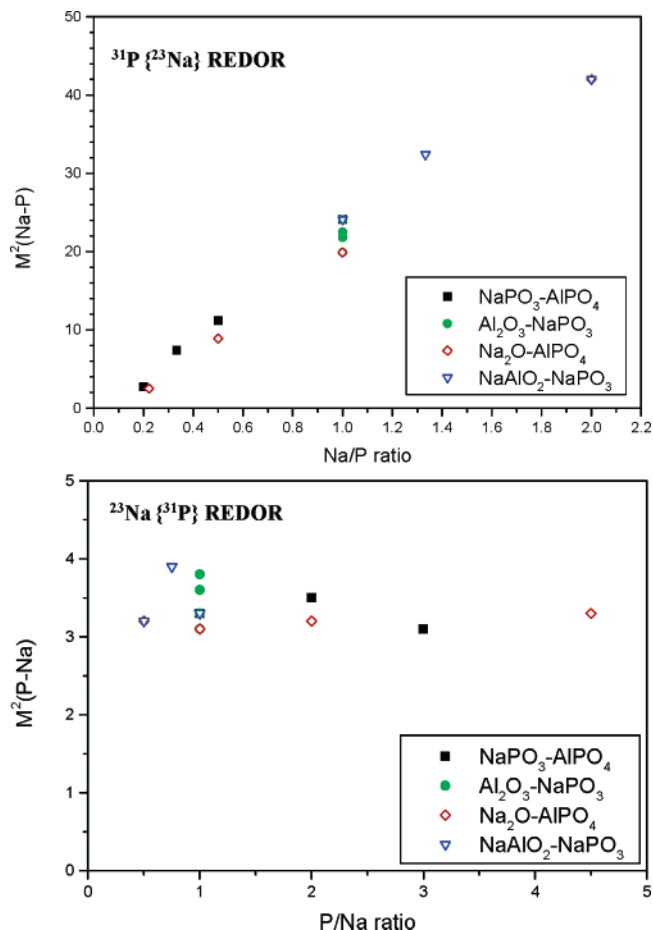 50
40
30
20
10
0
M²(Na-P)
³¹P {²³Na} REDOR
NaPO₃-AlPO₄
Al₂O₃-NaPO₃
Na₂O-AlPO₄
NaAlO₂-NaPO₃
0.0 0.2 0.4 0.6 0.8 1.0 1.2 1.4 1.6 1.8 2.0 2.2
Na/P ratio
5
4
3
2
1
0
M²(P-Na)
²³Na {³¹P} REDOR
NaPO₃-AlPO₄
Al₂O₃-NaPO₃
Na₂O-AlPO₄
NaAlO₂-NaPO₃
0 1 2 3 4 5
P/Na ratio